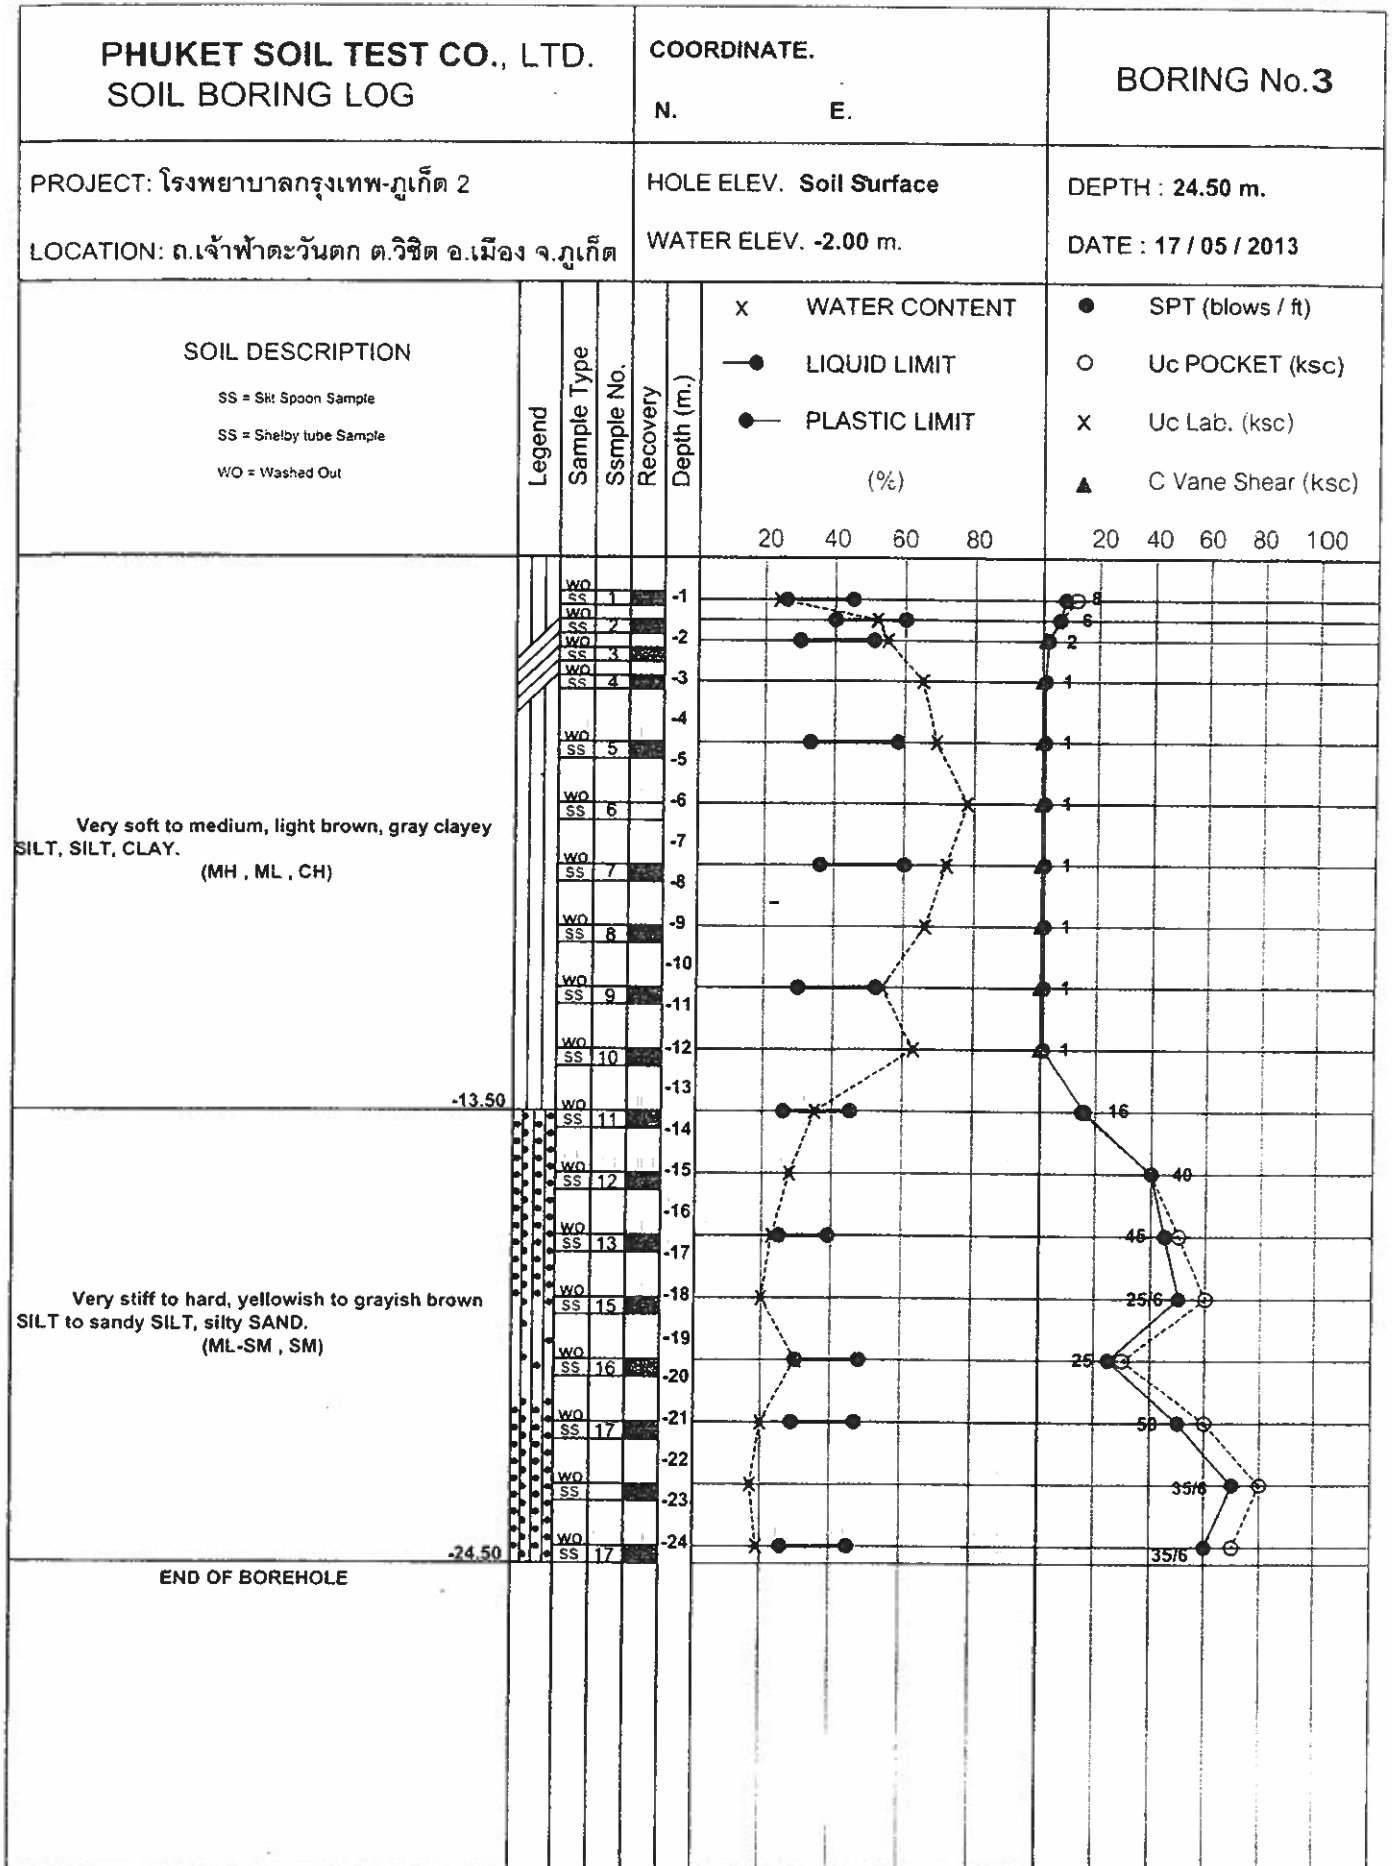 PHUKET SOIL TEST CO., LTD.
SOIL BORING LOG
COORDINATE.
N. E.
BORING No.3
PROJECT: โรงพยาบาลกรุงเทพ-ภูเก็ต 2
LOCATION: ถ.เจ้าฟ้าตะวันตก ต.วิชิต อ.เมือง จ.ภูเก็ต
HOLE ELEV. Soil Surface
WATER ELEV. -2.00 m.
DEPTH : 24.50 m.
DATE : 17 / 05 / 2013
SOIL DESCRIPTION
SS = Slit Spoon Sample
SS = Shelby tube Sample
WO = Washed Out
Legend
Sample Type
Ssmple No.
Recovery
Depth (m.)
x WATER CONTENT
LIQUID LIMIT
PLASTIC LIMIT
(%)
20 40 60 80
SPT (blows / ft)
Uc POCKET (ksc)
x Uc Lab. (ksc)
C Vane Shear (ksc)
20 40 60 80 100
WO
SS 1 -1 8
WO
SS 2 6
-2 2
WO
SS 3
WO
SS 4 -3 1
-4
WO
SS 5 1
-5
WO -6 1
SS 6
-7
WO
SS 7 1
-8
WO -9 1
SS 8
-10
WO
SS 9 1
-11
WO -12 1
SS 10
-13
Very soft to medium, light brown, gray clayey
SILT, SILT, CLAY.
(MH , ML , CH)
-13.50
WO
SS 11 16
-14
WO -15 40
SS 12
-16
WO
SS 13 45
-17
WO -18 25/6
SS 15
-19
WO
SS 16 25
-20
WO -21 50
SS 17
-22
WO
SS 35/6
-23
WO -24
SS 17 35/6
Very stiff to hard, yellowish to grayish brown
SILT to sandy SILT, silty SAND.
(ML-SM , SM)
-24.50
END OF BOREHOLE